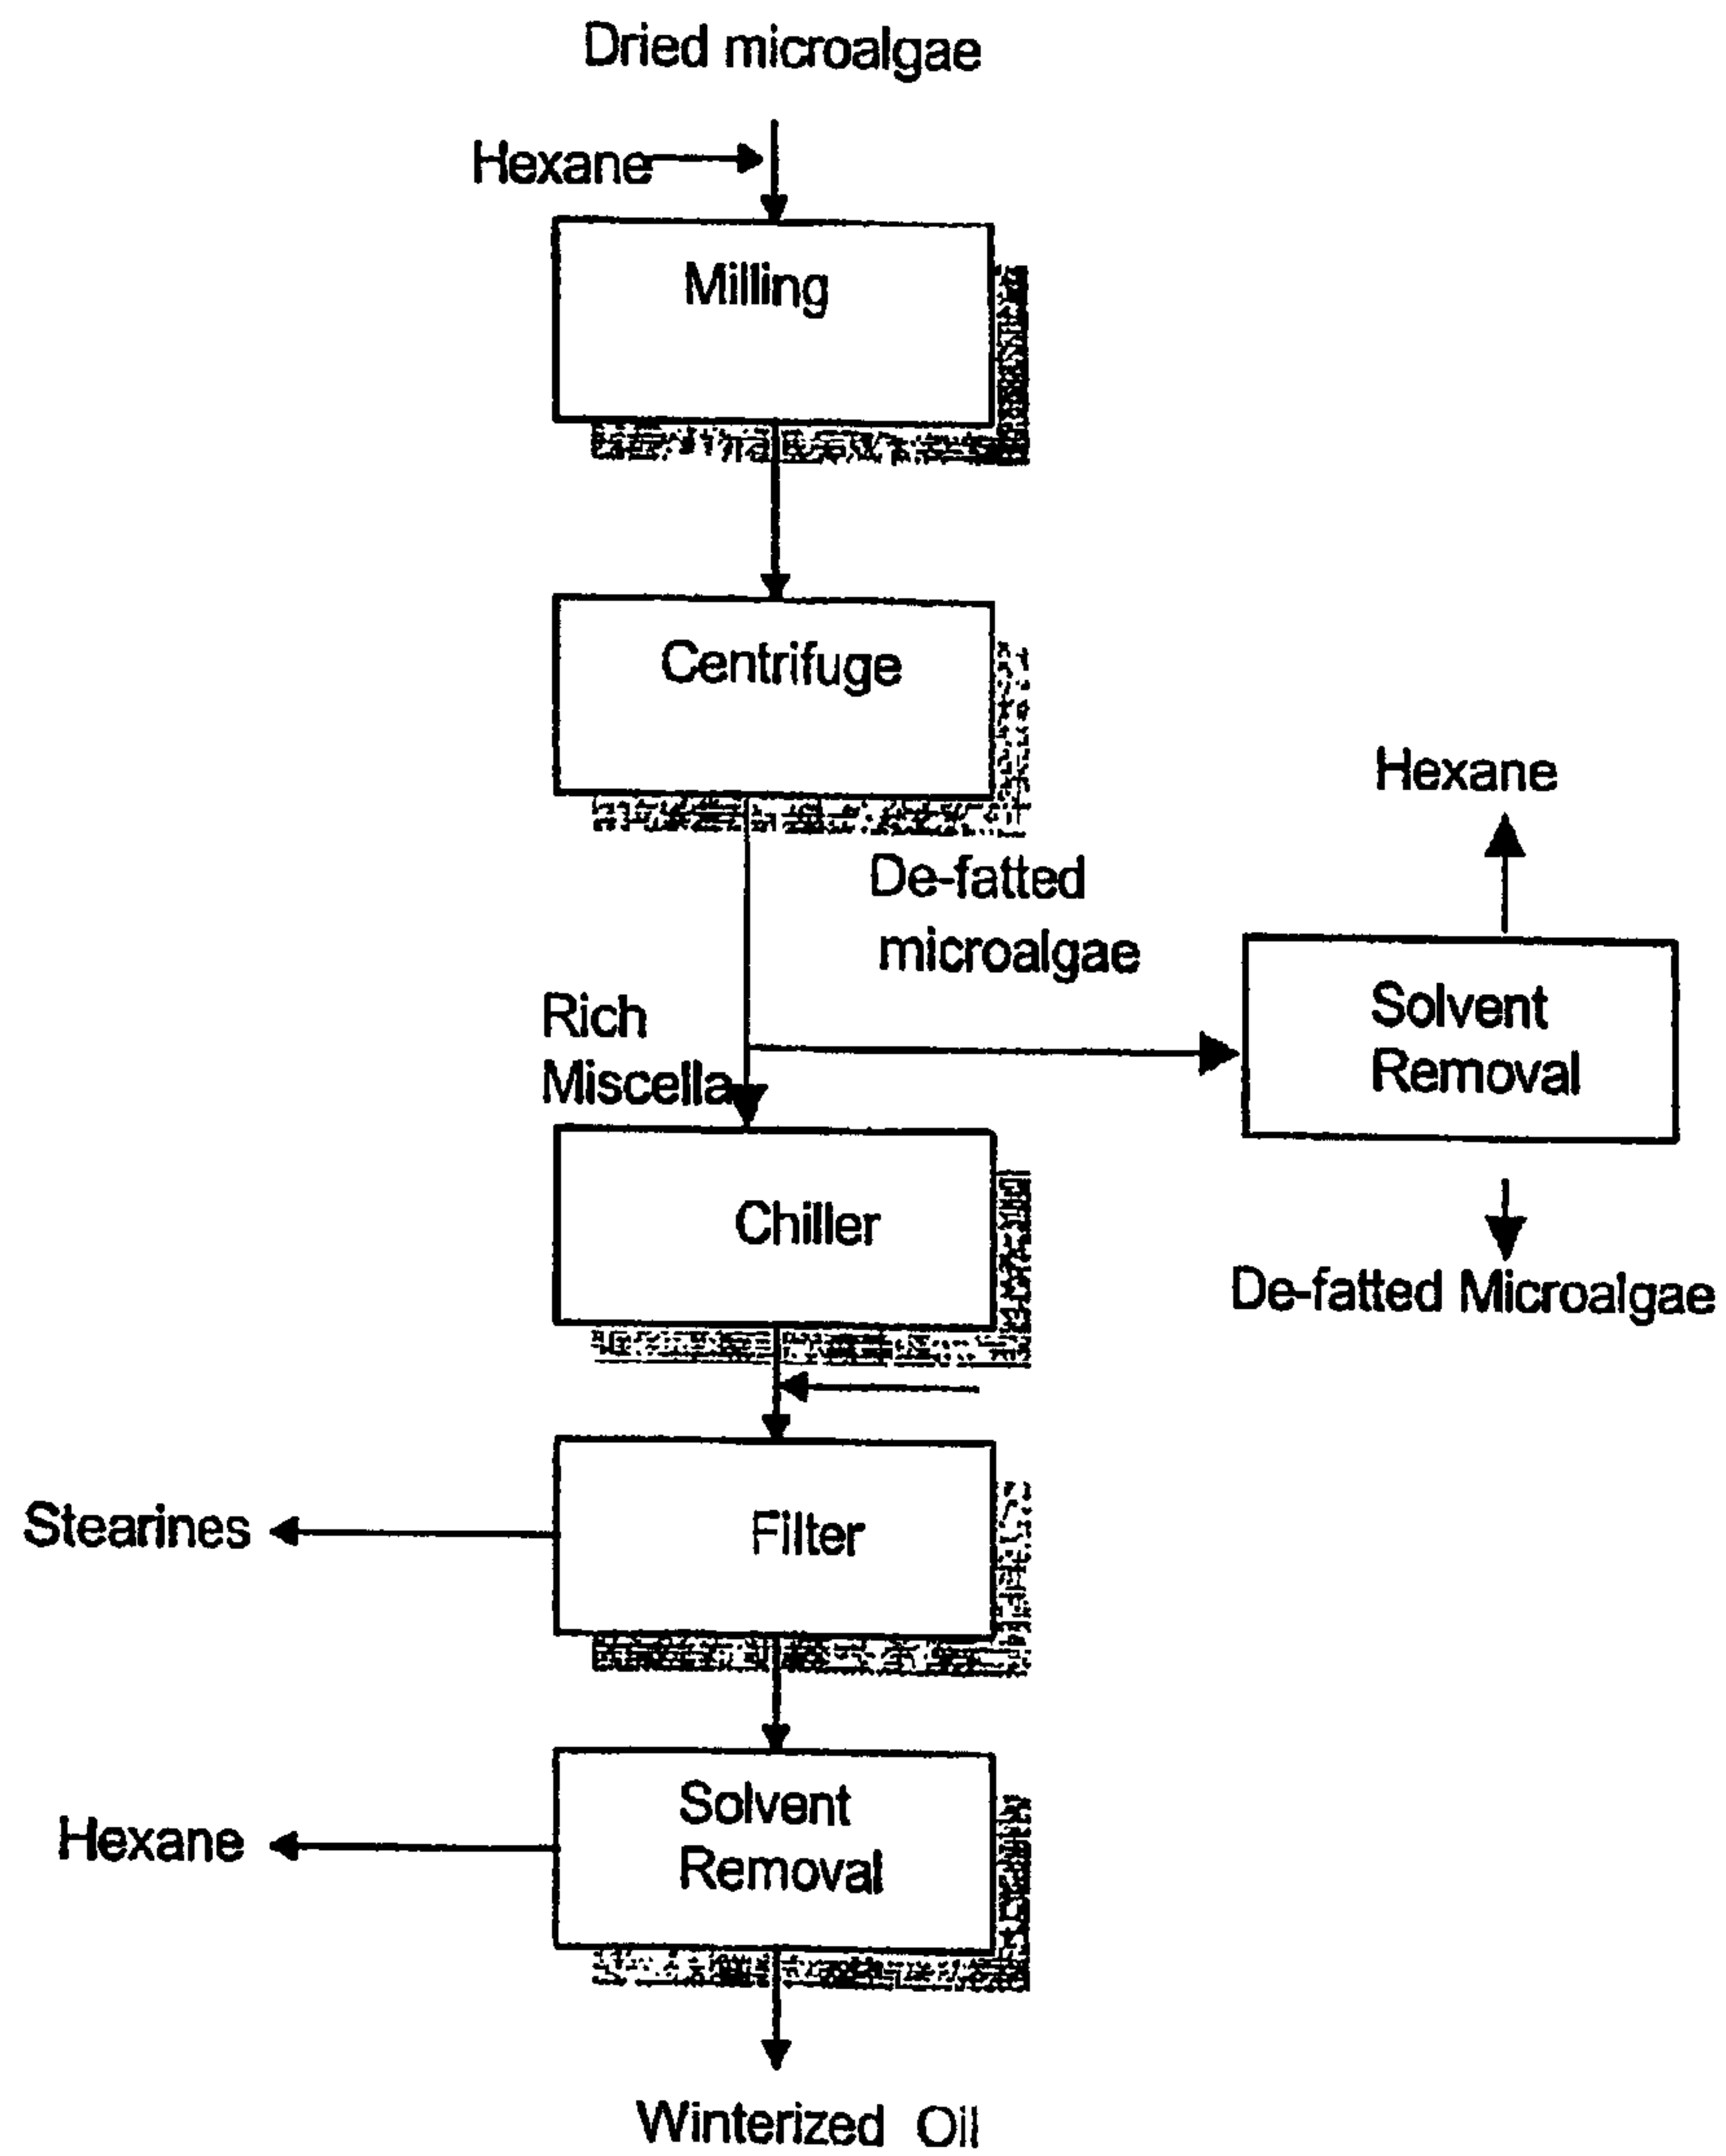 Dried microalgae
Hexane
Milling
Centrifuge
De-fatted
microalgae
Hexane
Solvent
Removal
De-fatted Microalgae
Rich
Miscella
Chiller
Filter
Stearines
Solvent
Removal
Hexane
Winterized Oil